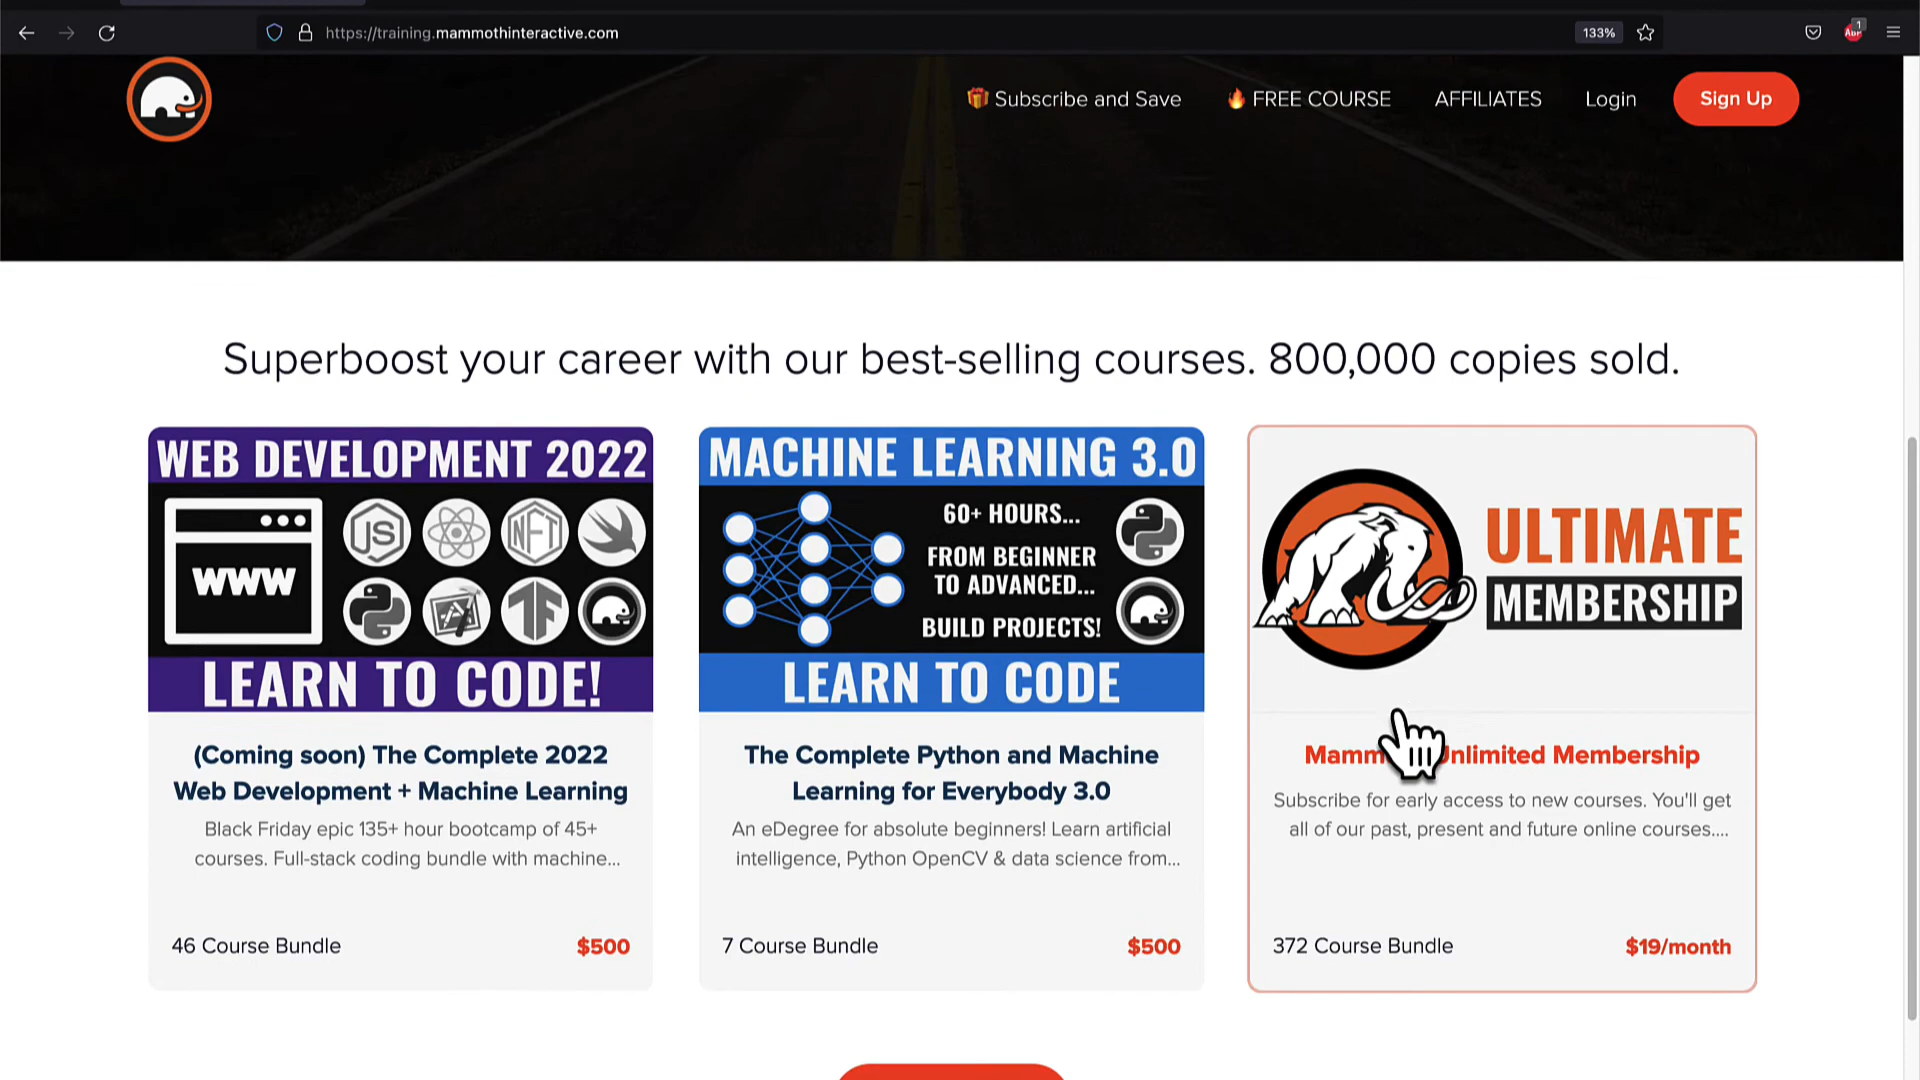 https://training.mammothinteractive.com
133%
1
ABP
Subscribe and Save
FREE COURSE
AFFILIATES
Login
Sign Up
Superboost your career with our best-selling courses. 800,000 copies sold.
WEB DEVELOPMENT 2022
WWW
JS
NFT
TF
LEARN TO CODE!
(Coming soon) The Complete 2022
Web Development + Machine Learning
Black Friday epic 135+ hour bootcamp of 45+
courses. Full-stack coding bundle with machine...
46 Course Bundle
$500
MACHINE LEARNING 3.0
60+ HOURS...
FROM BEGINNER
TO ADVANCED...
BUILD PROJECTS!
LEARN TO CODE
The Complete Python and Machine
Learning for Everybody 3.0
An eDegree for absolute beginners! Learn artificial
intelligence, Python OpenCV & data science from...
7 Course Bundle
$500
ULTIMATE
MEMBERSHIP
Membership
Subscribe for early access to new courses. You'll get
all of our past, present and future online courses....
372 Course Bundle
$19/month